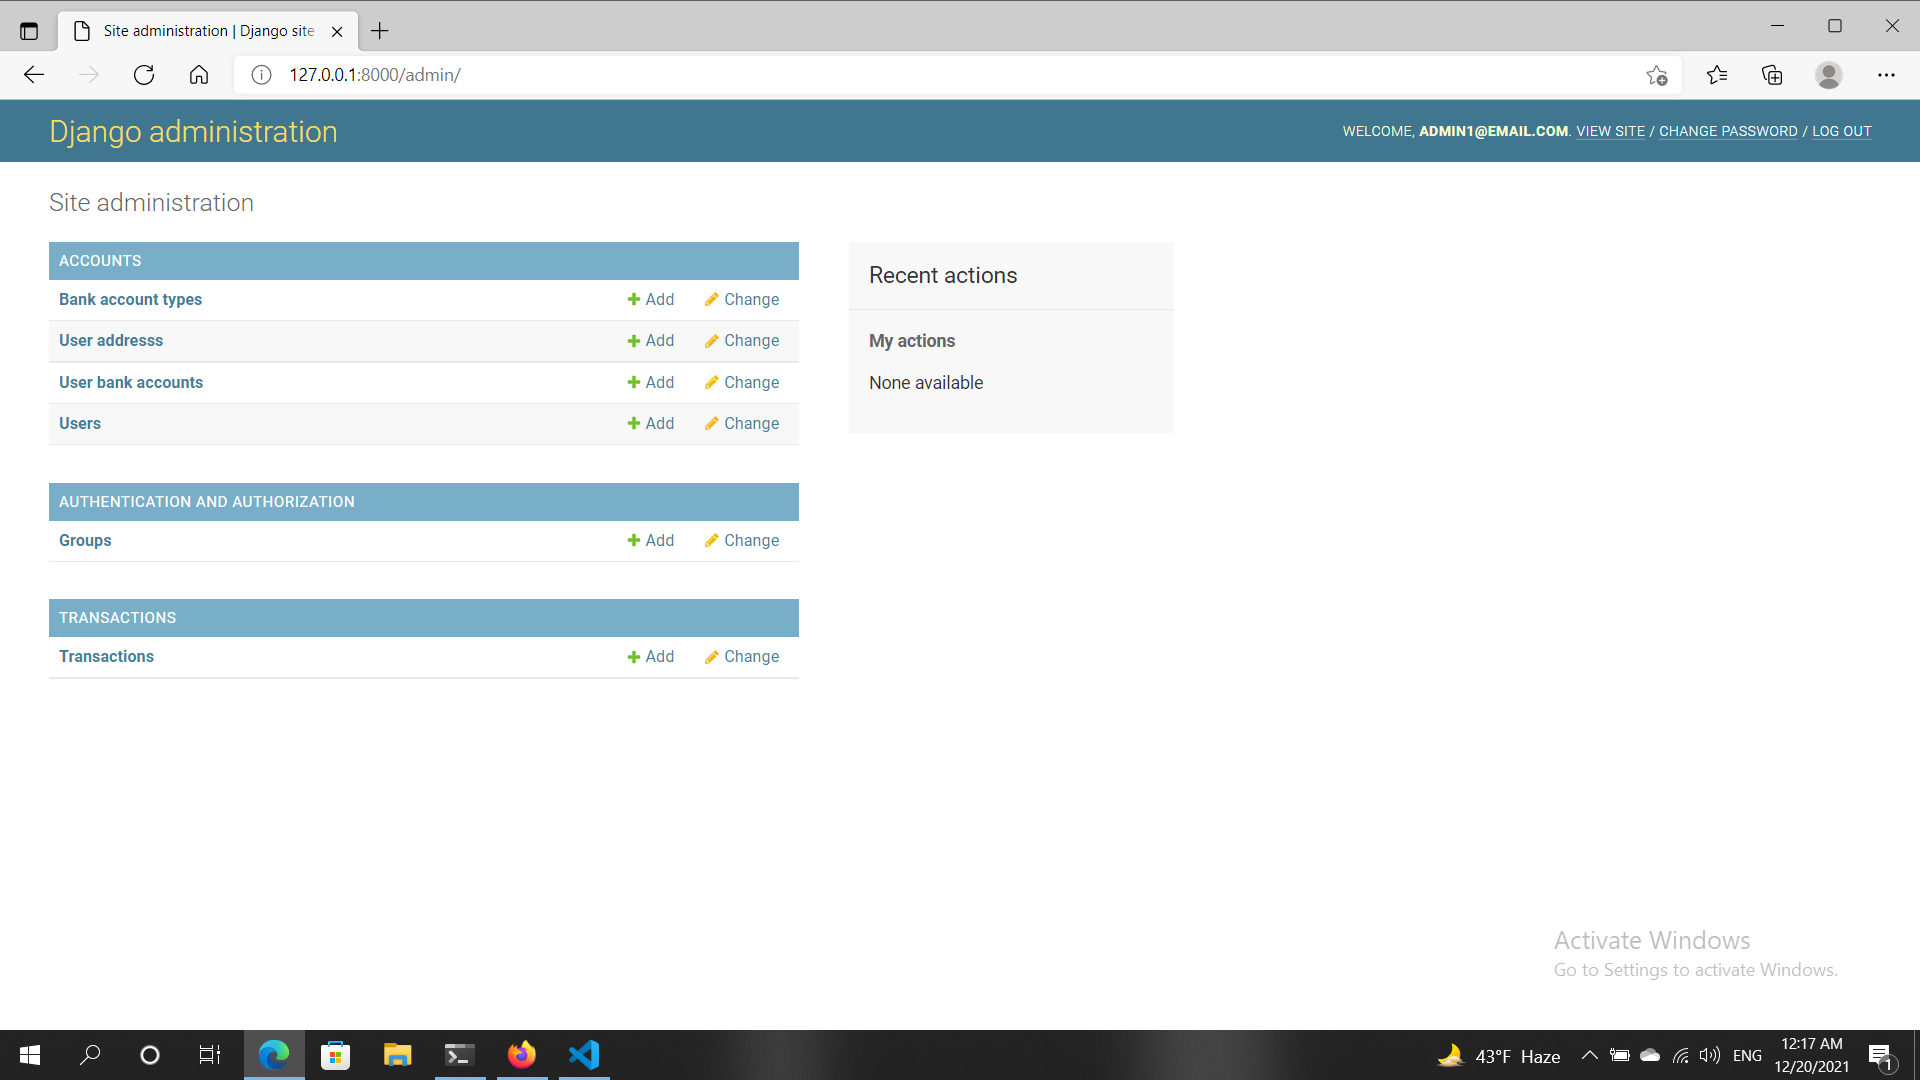 Site administration | Django site
127.0.0.1:8000/admin/
Django administration
WELCOME, ADMIN1@EMAIL.COM. VIEW SITE / CHANGE PASSWORD / LOG OUT
Site administration
ACCOUNTS
Bank account types Add Change
User addresss Add Change
User bank accounts Add Change
Users Add Change
AUTHENTICATION AND AUTHORIZATION
Groups Add Change
TRANSACTIONS
Transactions Add Change
Recent actions
My actions
None available
Activate Windows
Go to Settings to activate Windows.
43°F Haze
ENG
12:17 AM
12/20/2021
1